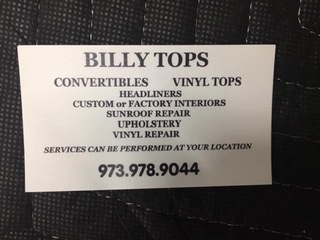 BILLY TOPS
CONVERTIBLES VINYL TOPS
HEADLINERS
CUSTOM or FACTORY INTERIORS
SUNROOF REPAIR
UPHOLSTERY
VINYL REPAIR
SERVICES CAN BE PERFORMED AT YOUR LOCATION
973.978.9044